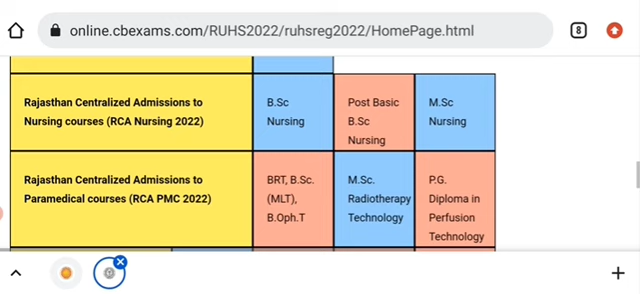 online.cbexams.com/RUHS2022/ruhsreg2022/HomePage.html
8
Rajasthan Centralized Admissions to
Nursing courses (RCA Nursing 2022)
B.Sc
Nursing
Post Basic
B.Sc
Nursing
M.Sc
Nursing
Rajasthan Centralized Admissions to
Paramedical courses (RCA PMC 2022)
BRT, B.Sc.
(MLT),
B.Oph.T
M.Sc.
Radiotherapy
Technology
P.G.
Diploma in
Perfusion
Technology